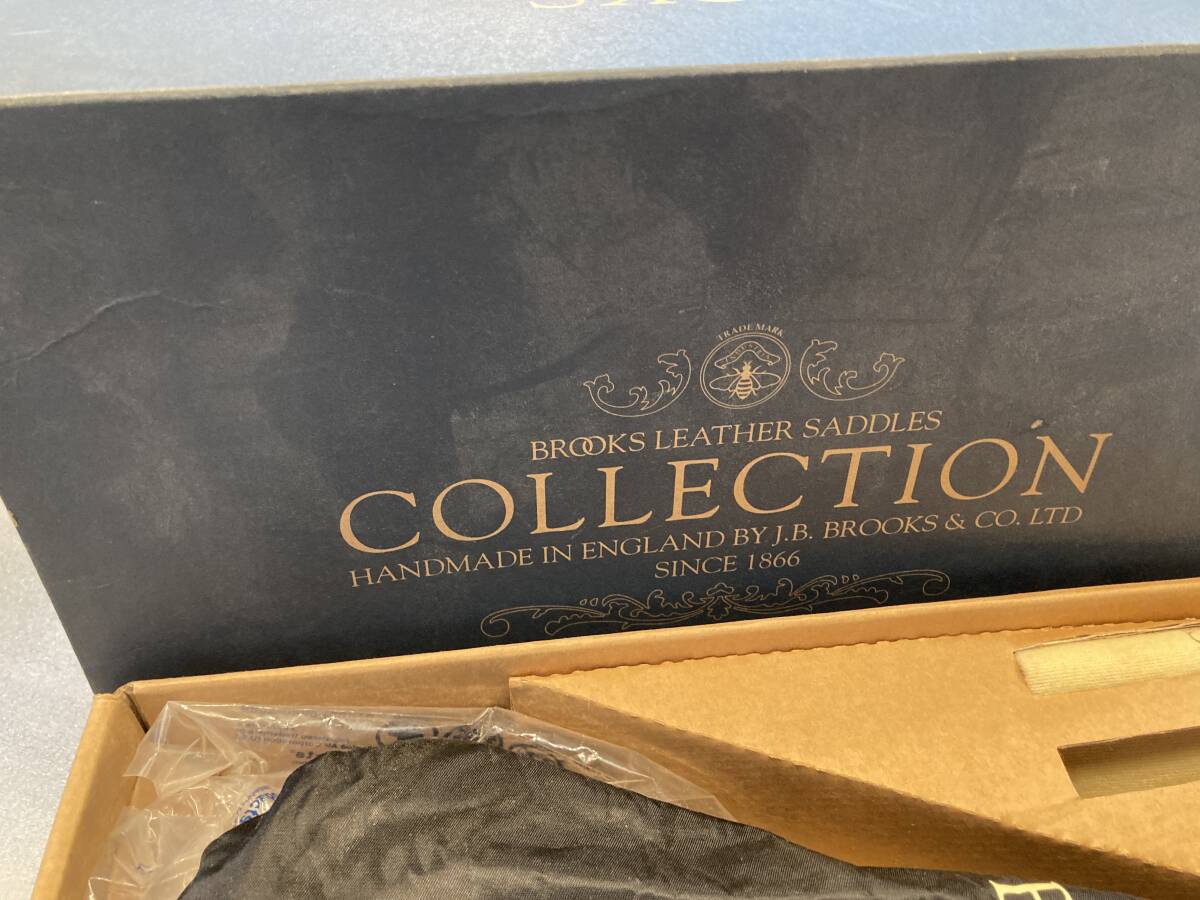 TRADE MARK
BROOKS LEATHER SADDLES
COLLECTION
HANDMADE IN ENGLAND BY J.B. BROOKS & CO. LTD
SINCE 1866